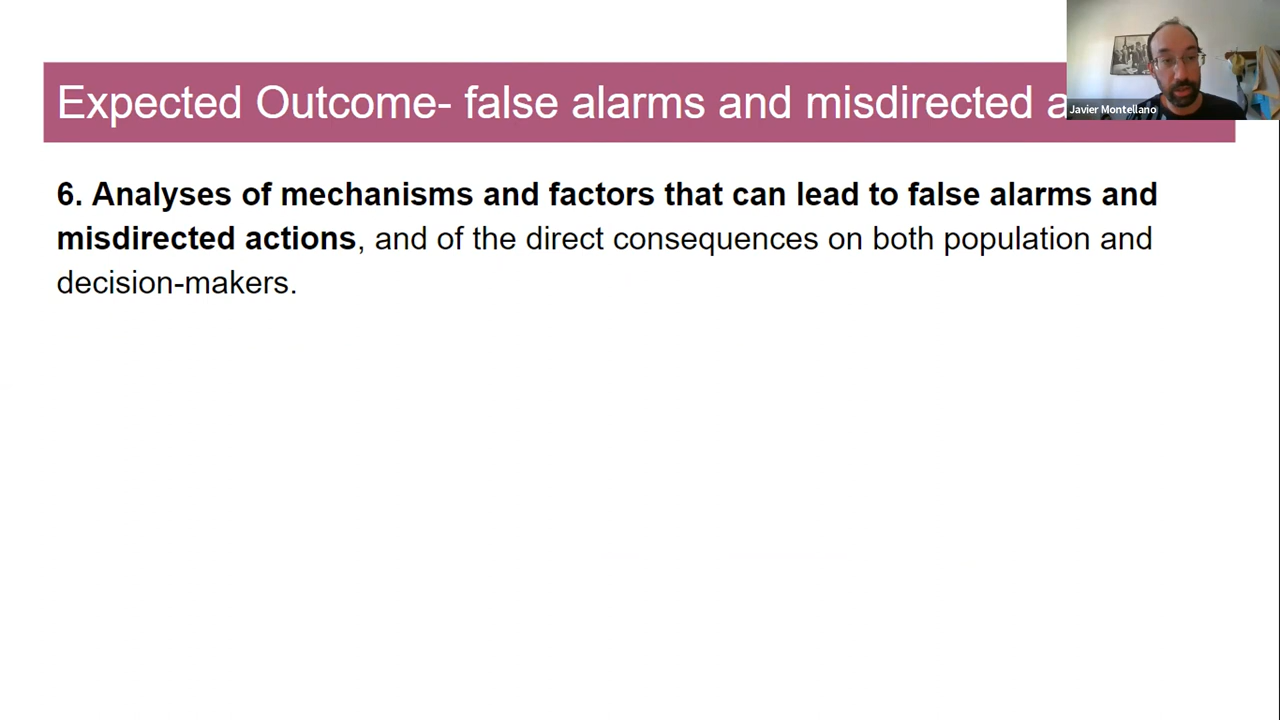 Expected Outcome- false alarms and misdirected a
Javier Montellano
6. Analyses of mechanisms and factors that can lead to false alarms and
misdirected actions, and of the direct consequences on both population and
decision-makers.